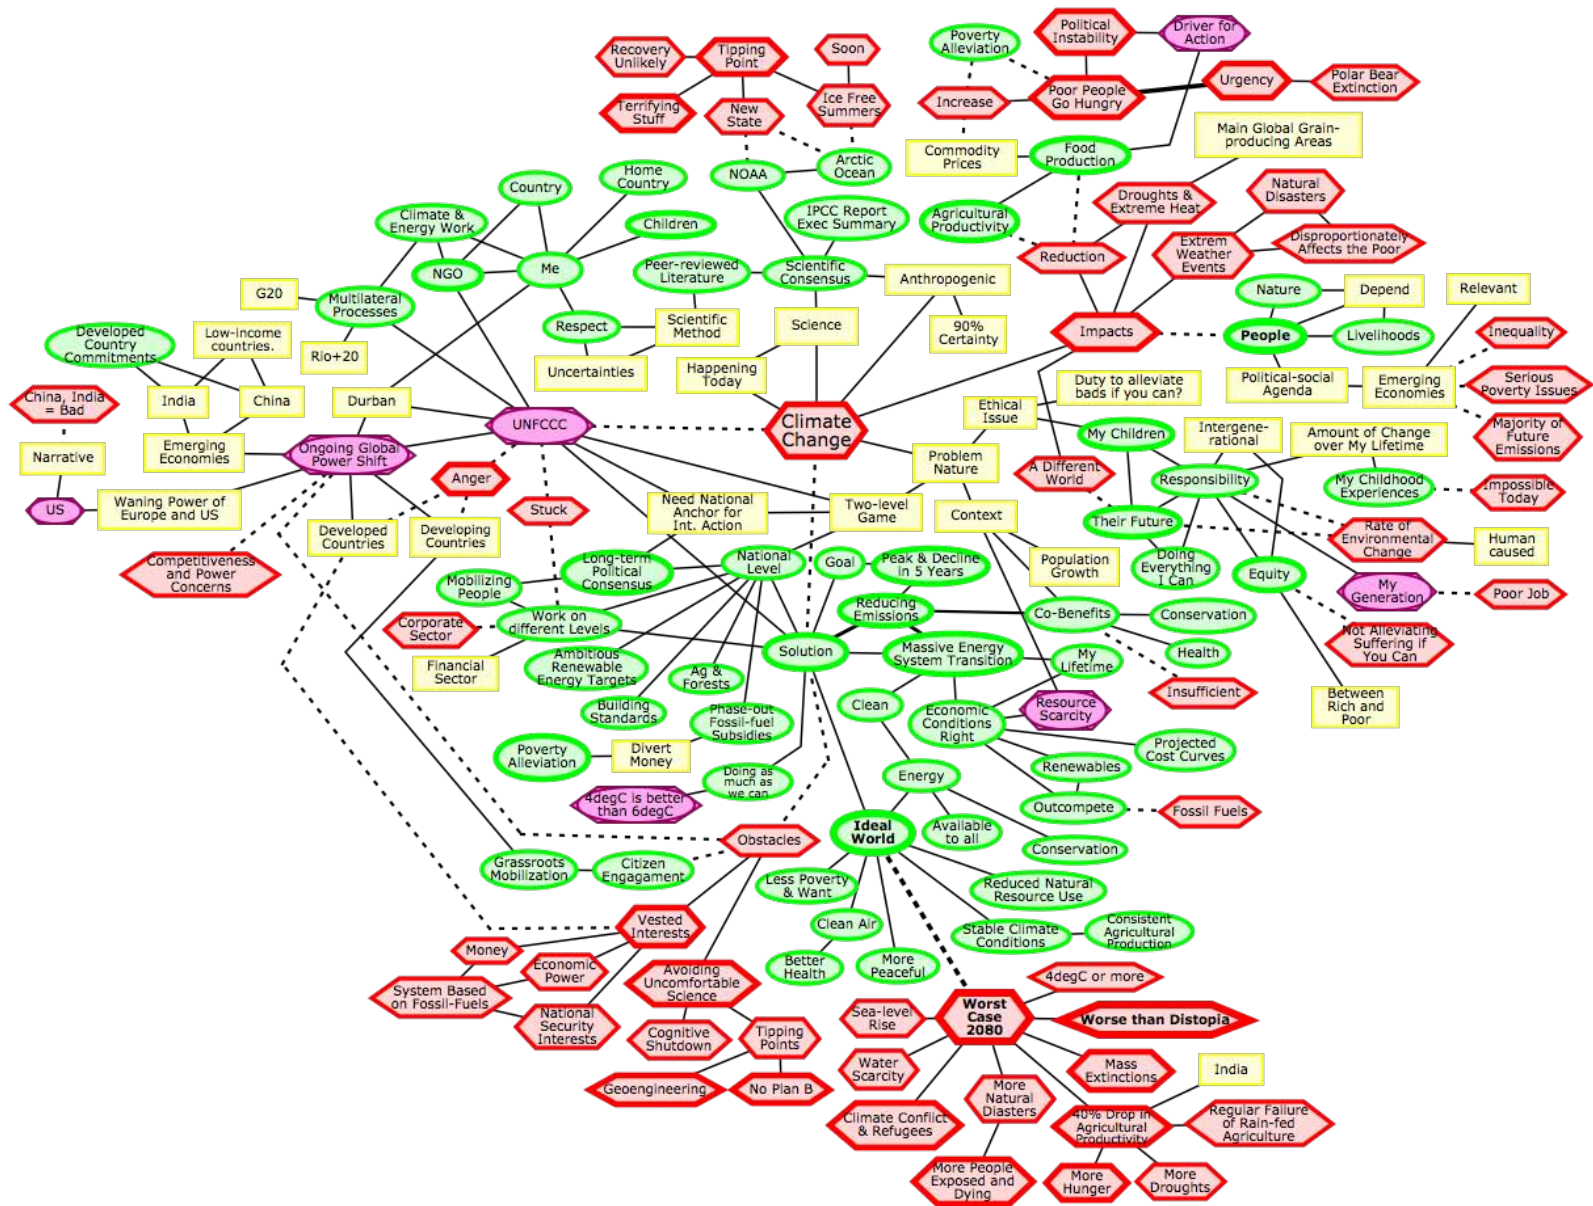 Recovery
Unlikely
Tipping
Point
Soon
Terrifying
Stuff
New
State
Ice Free
Summers
NOAA
Arctic
Ocean
Poverty
Alleviation
Political
Instability
Driver for
Action
Increase
Poor People
Go Hungry
Urgency
Polar Bear
Extinction
Commodity
Prices
Food
Production
Main Global Grain-
producing Areas
Agricultural
Productivity
Droughts &
Extreme Heat
Natural
Disasters
Reduction
Extrem
Weather
Events
Disproportionately
Affects the Poor
Country
Home
Country
Climate &
Energy Work
Children
NGO
Me
IPCC Report
Exec Summary
Peer-reviewed
Literature
Scientific
Consensus
Anthropogenic
G20
Multilateral
Processes
Respect
Scientific
Method
Science
90%
Certainty
Impacts
Nature
Depend
Relevant
People
Livelihoods
Inequality
Developed
Country
Commitments
Low-income
countries.
Rio+20
Uncertainties
Happening
Today
Political-social
Agenda
Emerging
Economies
Serious
Poverty Issues
Majority of
Future
Emissions
China, India
= Bad
India
China
Durban
Emerging
Economies
UNFCCC
Climate
Change
Duty to alleviate
bads if you can?
Ethical
Issue
My Children
Intergene-
rational
Amount of Change
over My Lifetime
Narrative
Ongoing Global
Power Shift
Anger
Problem
Nature
A Different
World
Responsibility
My Childhood
Experiences
Impossible
Today
US
Waning Power of
Europe and US
Stuck
Need National
Anchor for
Int. Action
Two-level
Game
Context
Their Future
Rate of
Environmental
Change
Human
caused
Developed
Countries
Developing
Countries
Competitiveness
and Power
Concerns
Mobilizing
People
Long-term
Political
Consensus
National
Level
Goal
Peak & Decline
in 5 Years
Population
Growth
Doing
Everything
I Can
Equity
My
Generation
Poor Job
Corporate
Sector
Work on
different Levels
Reducing
Emissions
Co-Benefits
Conservation
Not Alleviating
Suffering if
You Can
Financial
Sector
Ambitious
Renewable
Energy Targets
Ag &
Forests
Solution
Massive Energy
System Transition
My
Lifetime
Health
Insufficient
Building
Standards
Phase-out
Fossil-fuel
Subsidies
Clean
Economic
Conditions
Right
Resource
Scarcity
Between
Rich and
Poor
Poverty
Alleviation
Divert
Money
Projected
Cost Curves
4degC is better
than 6degC
Doing as
much as
we can
Energy
Renewables
Outcompete
Fossil Fuels
Obstacles
Ideal
World
Available
to all
Conservation
Grassroots
Mobilization
Citizen
Engagament
Less Poverty
& Want
Reduced Natural
Resource Use
Vested
Interests
Clean Air
Stable Climate
Conditions
Consistent
Agricultural
Production
Money
Economic
Power
Better
Health
More
Peaceful
System Based
on Fossil-Fuels
Avoiding
Uncomfortable
Science
National
Security
Interests
Cognitive
Shutdown
Tipping
Points
Geoengineering
No Plan B
4degC or more
Sea-level
Rise
Worst
Case
2080
Worse than Distopia
Water
Scarcity
Mass
Extinctions
India
More
Natural
Diasters
Climate Conflict
& Refugees
40% Drop in
Agricultural
Productivity
Regular Failure
of Rain-fed
Agriculture
More People
Exposed and
Dying
More
Hunger
More
Droughts